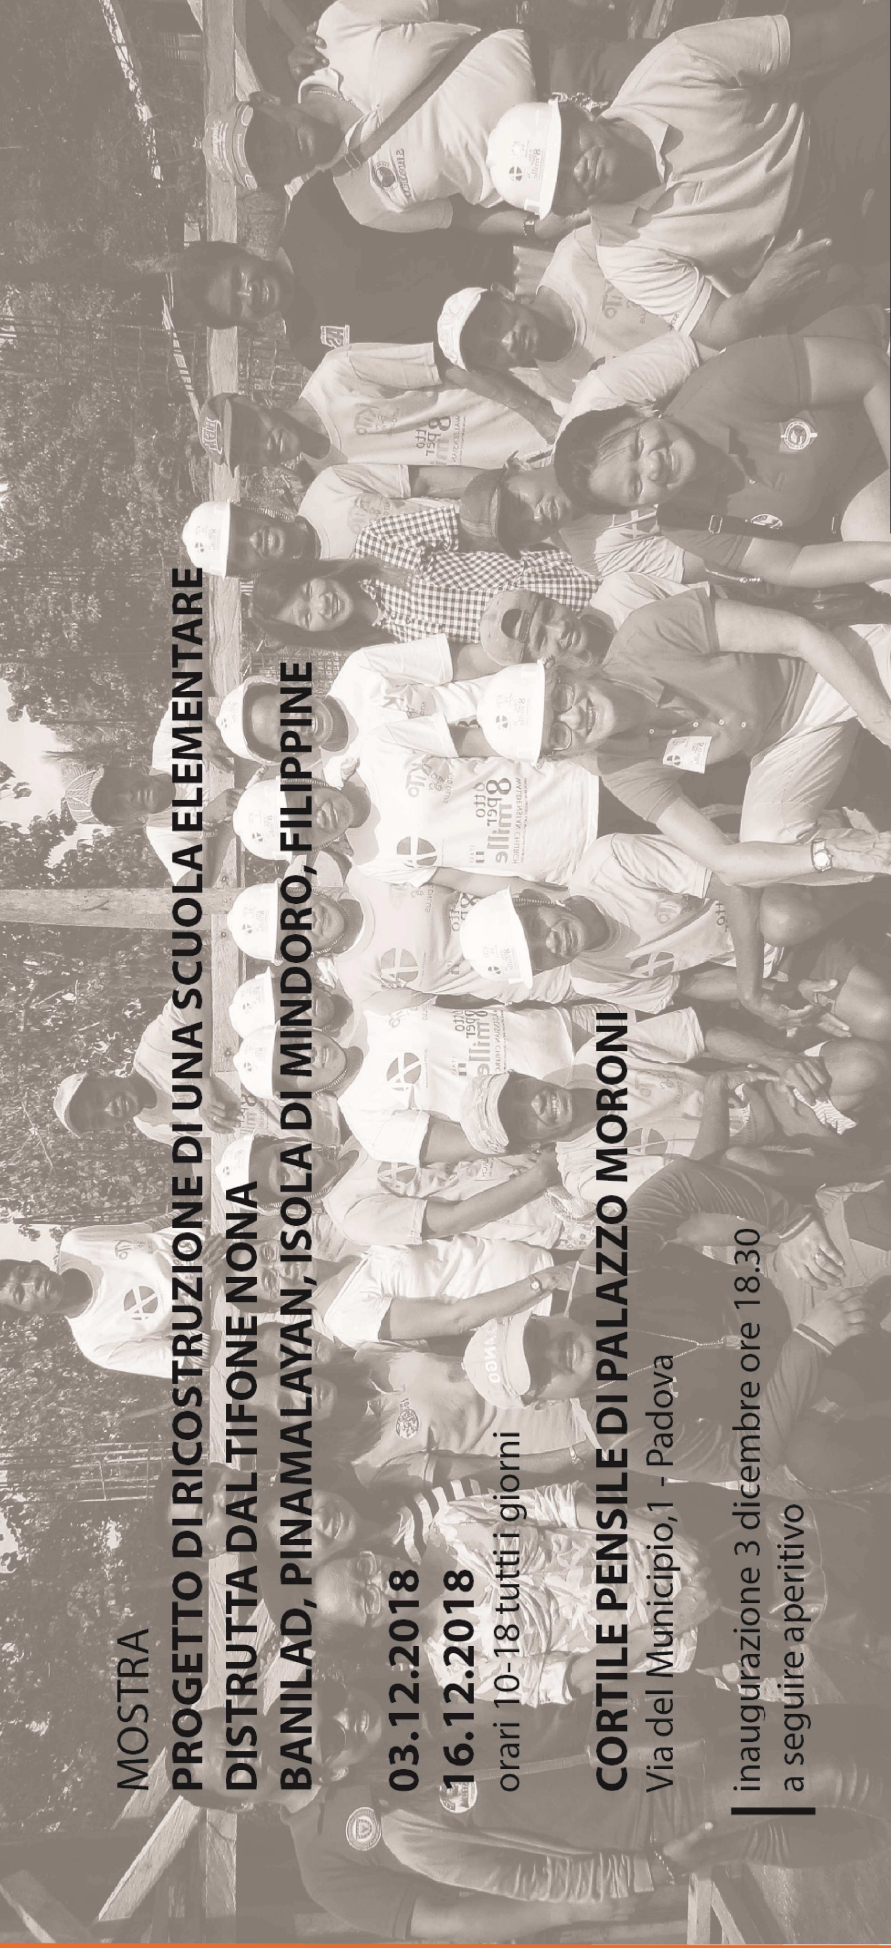 MOSTRA
PROGETTO DI RICOSTRUZIONE DI UNA SCUOLA ELEMENTARE
DISTRUTTA DAL TIFONE NONA
BANILAD, PINAMALAYAN, ISOLA DI MINDORO, FILIPPINE
03.12.2018
16.12.2018
orari 10-18 tutti i giorni
CORTILE PENSILE DI PALAZZO MORONI
Via del Municipio,1 - Padova
inaugurazione 3 dicembre ore 18.30
a seguire aperitivo